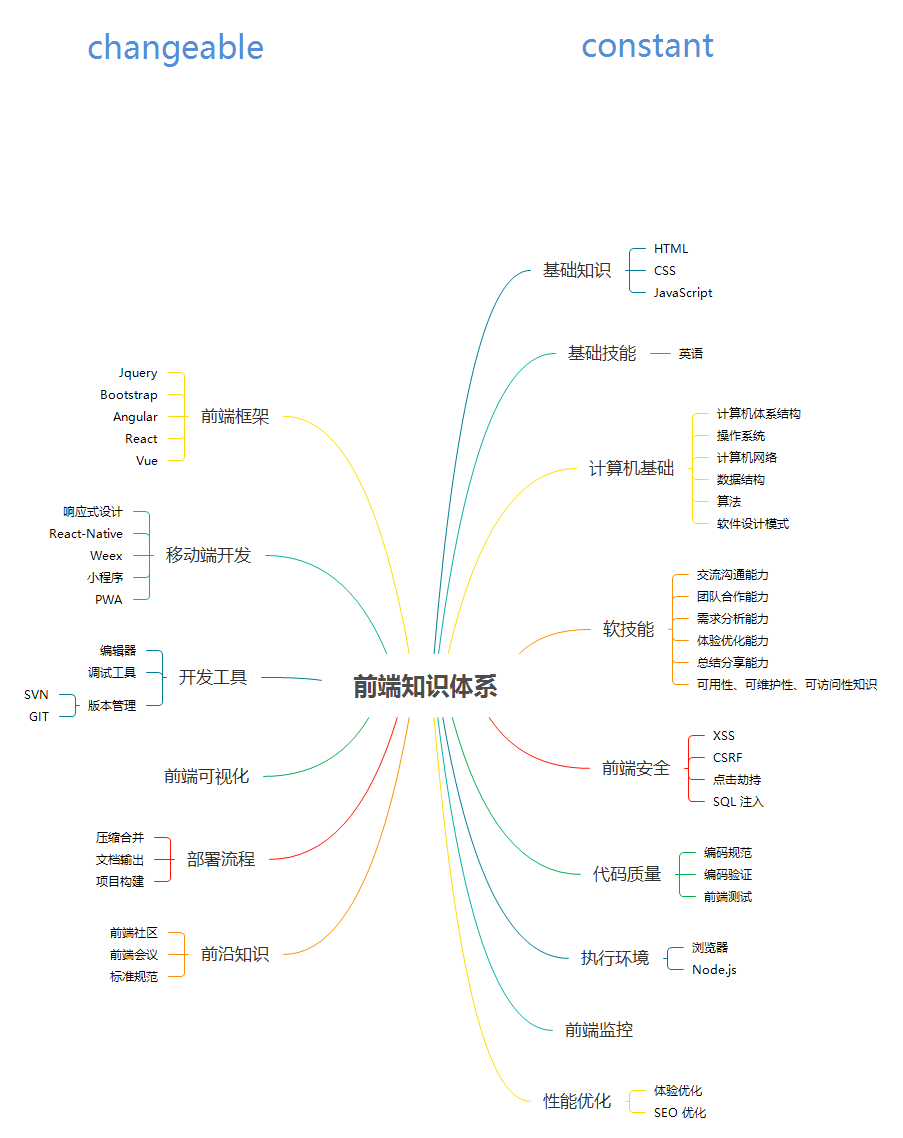 changeable
constant
前端知识体系
基础知识
HTML
CSS
JavaScript
基础技能
英语
计算机基础
计算机体系结构
操作系统
计算机网络
数据结构
算法
软件设计模式
软技能
交流沟通能力
团队合作能力
需求分析能力
体验优化能力
总结分享能力
可用性、可维护性、可访问性知识
前端安全
XSS
CSRF
点击劫持
SQL 注入
代码质量
编码规范
编码验证
前端测试
执行环境
浏览器
Node.js
前端监控
性能优化
体验优化
SEO 优化
前端框架
Jquery
Bootstrap
Angular
React
Vue
移动端开发
响应式设计
React-Native
Weex
小程序
PWA
开发工具
编辑器
调试工具
版本管理
SVN
GIT
前端可视化
部署流程
压缩合并
文档输出
项目构建
前沿知识
前端社区
前端会议
标准规范